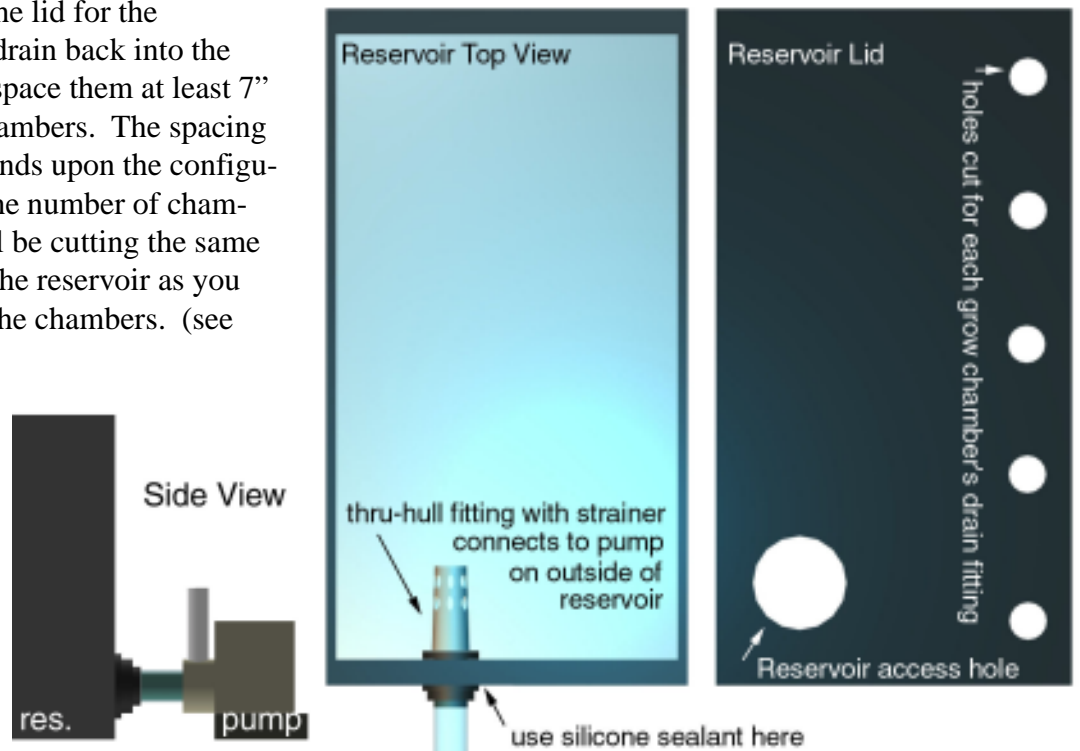 ne lid for the
drain back into the
space them at least 7”
ambers. The spacing
nds upon the configu-
ne number of cham-
l be cutting the same
he reservoir as you
he chambers. (see
Reservoir Top View
thru-hull fitting with strainer
connects to pump
on outside of
reservoir
use silicone sealant here
Reservoir Lid
holes cut for each grow chamber's drain fitting
Reservoir access hole
Side View
res.
pump